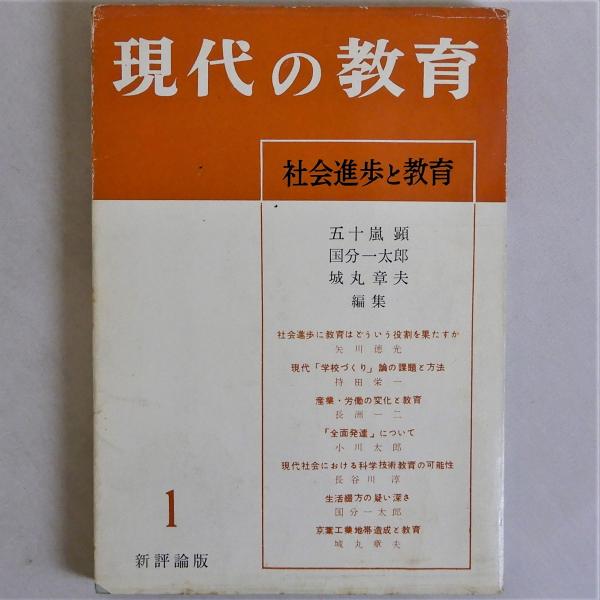 現代の教育
社会進歩と教育
五十嵐 顕
国分一太郎
城丸章夫
編集
社会進歩に教育はどういう役割を果たすか
矢川徳光
現代「学校づくり」論の課題と方法
持田栄一
産業・労働の変化と教育
長洲一二
「全面発達」について
小川太郎
現代社会における科学技術教育の可能性
長谷川淳
生活綴方の疑い深さ
国分一太郎
京葉工業地帯造成と教育
城丸章夫
1
新評論版